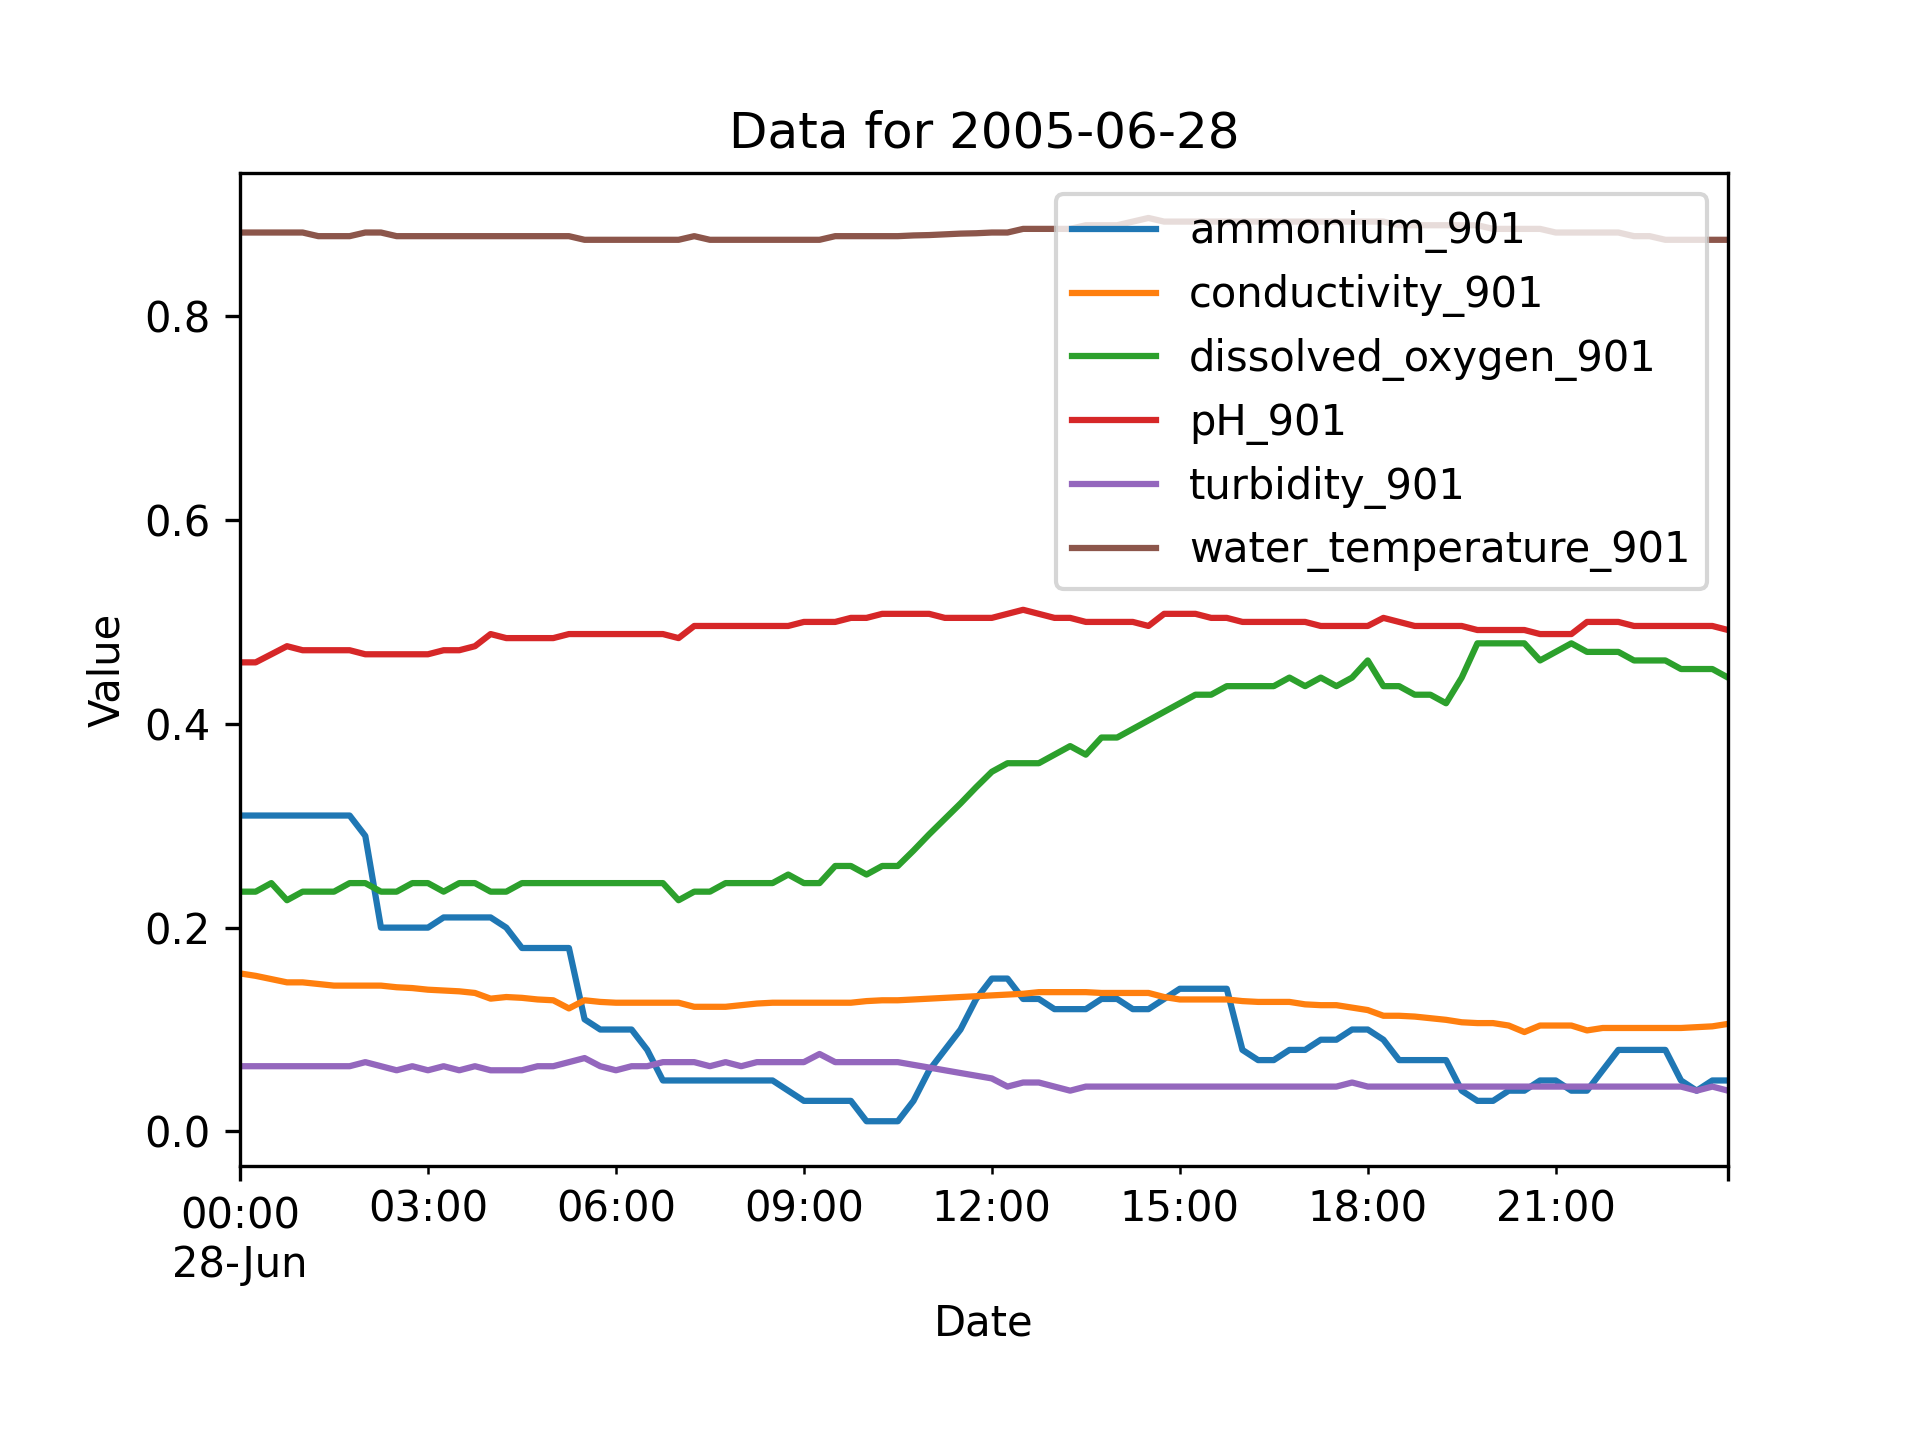 Data for 2005-06-28
ammonium_901
conductivity_901
dissolved_oxygen_901
pH_901
turbidity_901
water_temperature_901
0.8
0.6
0.4
0.2
0.0
Value
00:00 03:00 06:00 09:00 12:00 15:00 18:00 21:00
28-Jun
Date